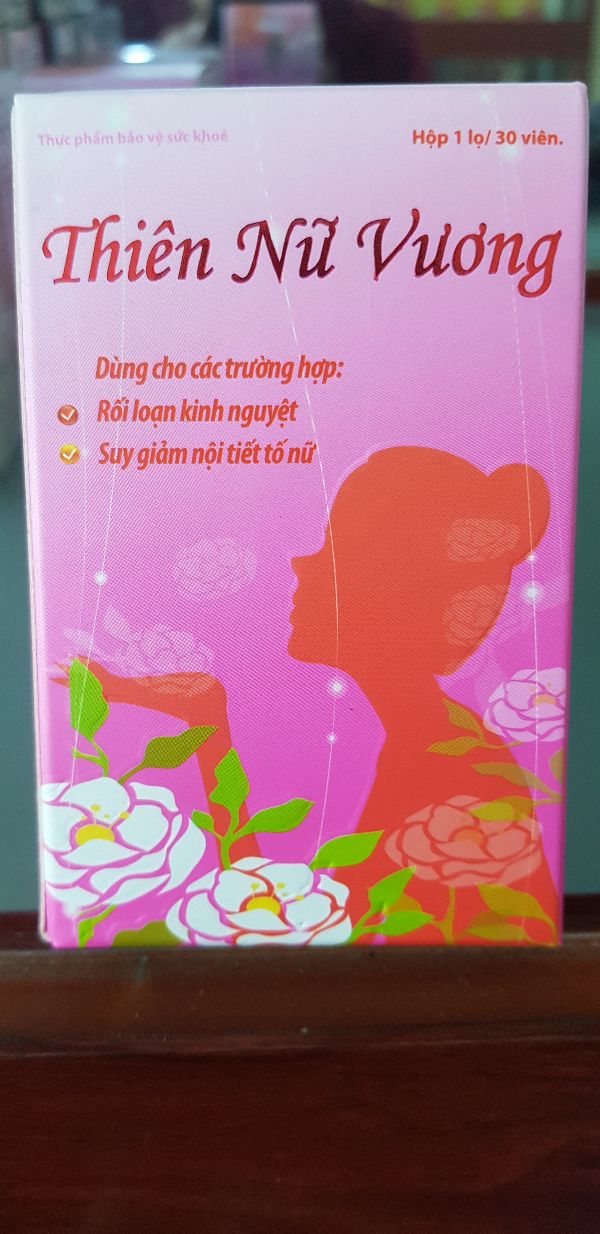 Thực phẩm bảo vệ sức khoẻ
Hộp 1 lọ/ 30 viên.
Thiên Nữ Vương
Dùng cho các trường hợp:
Rối loạn kinh nguyệt
Suy giảm nội tiết tố nữ